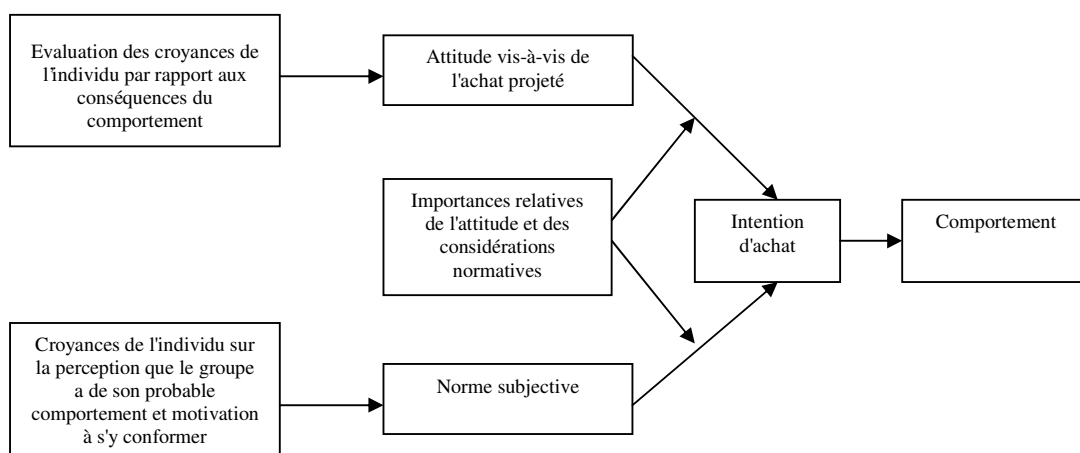 Evaluation des croyances de
l'individu par rapport aux
conséquences du
comportement
Attitude vis-à-vis de
l'achat projeté
Importances relatives
de l'attitude et des
considérations
normatives
Intention
d'achat
Comportement
Croyances de l'individu sur
la perception que le groupe
a de son probable
comportement et motivation
à s'y conformer
Norme subjective